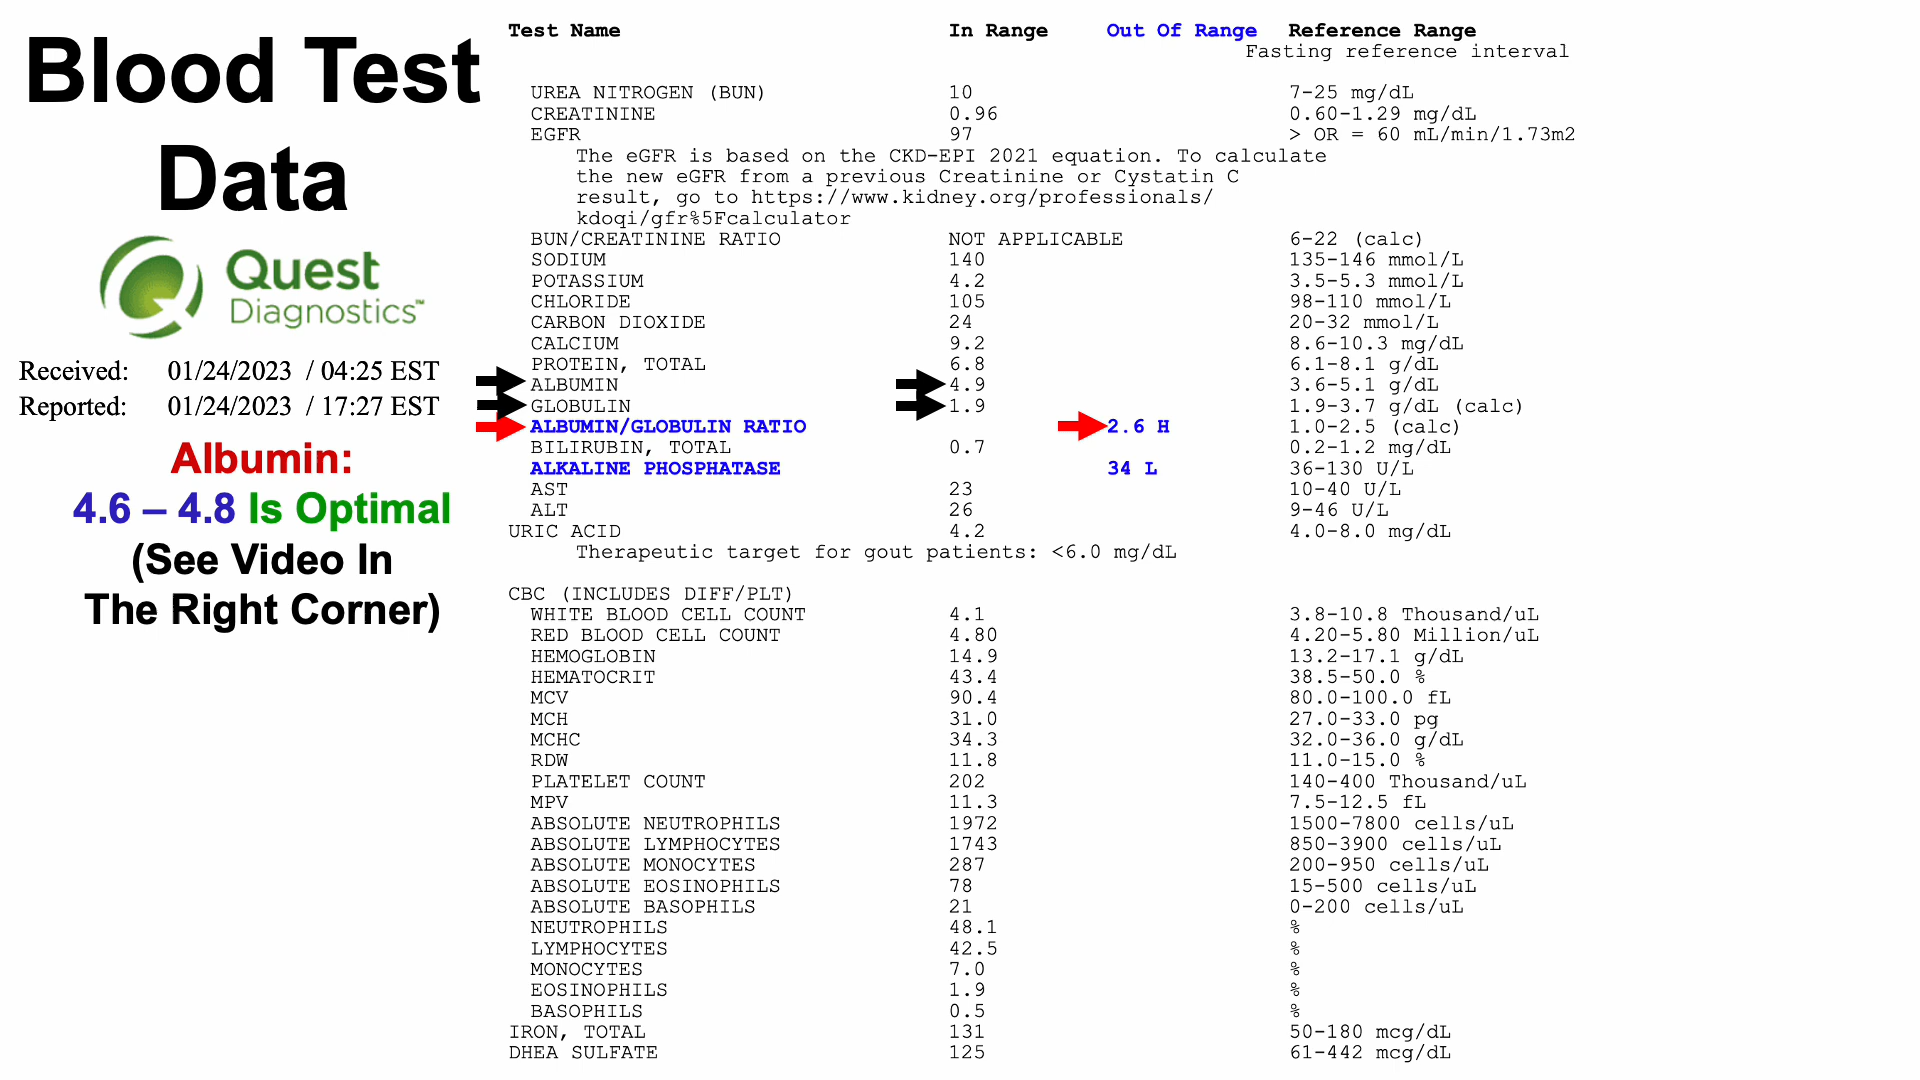 Blood Test
Data
Quest
Diagnostics™
Received: 01/24/2023 / 04:25 EST
Reported: 01/24/2023 / 17:27 EST
Albumin:
4.6 – 4.8 Is Optimal
(See Video In
The Right Corner)
Test Name In Range Out Of Range Reference Range
Fasting reference interval
UREA NITROGEN (BUN) 10 7-25 mg/dL
CREATININE 0.96 0.60-1.29 mg/dL
EGFR 97 > OR = 60 mL/min/1.73m2
The eGFR is based on the CKD-EPI 2021 equation. To calculate
the new eGFR from a previous Creatinine or Cystatin C
result, go to https://www.kidney.org/professionals/
kdoqi/gfr%5Fcalculator
BUN/CREATININE RATIO NOT APPLICABLE 6-22 (calc)
SODIUM 140 135-146 mmol/L
POTASSIUM 4.2 3.5-5.3 mmol/L
CHLORIDE 105 98-110 mmol/L
CARBON DIOXIDE 24 20-32 mmol/L
CALCIUM 9.2 8.6-10.3 mg/dL
PROTEIN, TOTAL 6.8 6.1-8.1 g/dL
ALBUMIN 4.9 3.6-5.1 g/dL
GLOBULIN 1.9 1.9-3.7 g/dL (calc)
ALBUMIN/GLOBULIN RATIO 2.6 H 1.0-2.5 (calc)
BILIRUBIN, TOTAL 0.7 0.2-1.2 mg/dL
ALKALINE PHOSPHATASE 34 L 36-130 U/L
AST 23 10-40 U/L
ALT 26 9-46 U/L
URIC ACID 4.2 4.0-8.0 mg/dL
Therapeutic target for gout patients: <6.0 mg/dL
CBC (INCLUDES DIFF/PLT)
WHITE BLOOD CELL COUNT 4.1 3.8-10.8 Thousand/uL
RED BLOOD CELL COUNT 4.80 4.20-5.80 Million/uL
HEMOGLOBIN 14.9 13.2-17.1 g/dL
HEMATOCRIT 43.4 38.5-50.0 %
MCV 90.4 80.0-100.0 fL
MCH 31.0 27.0-33.0 pg
MCHC 34.3 32.0-36.0 g/dL
RDW 11.8 11.0-15.0 %
PLATELET COUNT 202 140-400 Thousand/uL
MPV 11.3 7.5-12.5 fL
ABSOLUTE NEUTROPHILS 1972 1500-7800 cells/uL
ABSOLUTE LYMPHOCYTES 1743 850-3900 cells/uL
ABSOLUTE MONOCYTES 287 200-950 cells/uL
ABSOLUTE EOSINOPHILS 78 15-500 cells/uL
ABSOLUTE BASOPHILS 21 0-200 cells/uL
NEUTROPHILS 48.1 %
LYMPHOCYTES 42.5 %
MONOCYTES 7.0 %
EOSINOPHILS 1.9 %
BASOPHILS 0.5 %
IRON, TOTAL 131 50-180 mcg/dL
DHEA SULFATE 125 61-442 mcg/dL